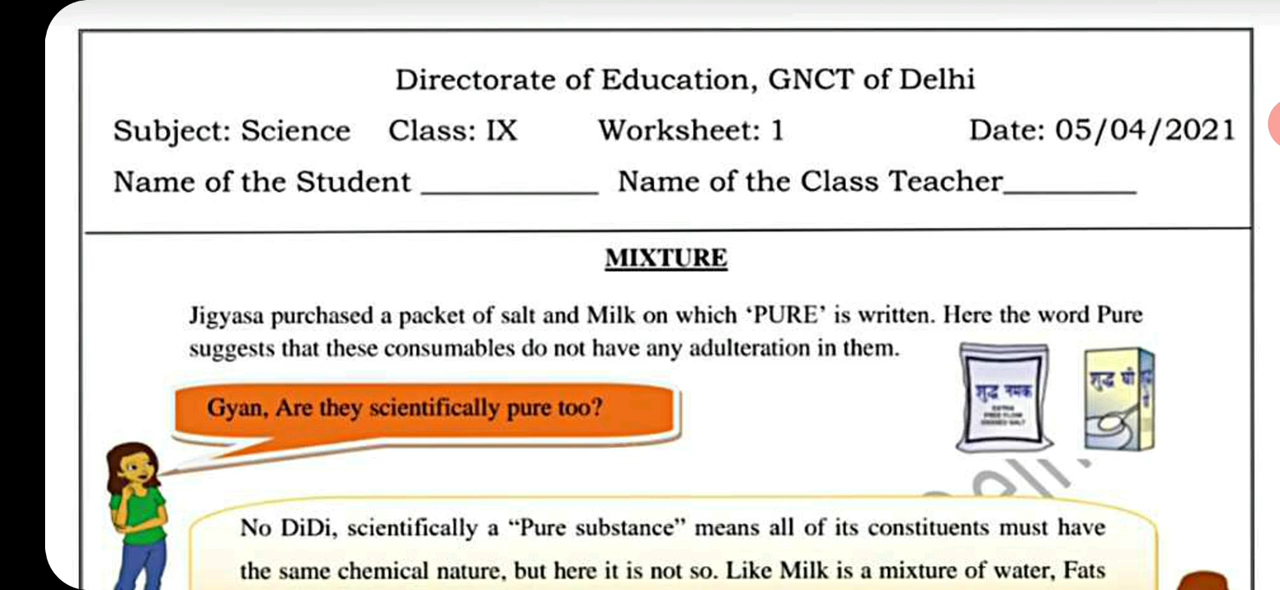 Directorate of Education, GNCT of Delhi
Subject: Science Class: IX Worksheet: 1 Date: 05/04/2021
Name of the Student __________ Name of the Class Teacher________
MIXTURE
Jigyasa purchased a packet of salt and Milk on which ‘PURE’ is written. Here the word Pure
suggests that these consumables do not have any adulteration in them.
शुद्ध नमक
EXTRA
FREE FLOW
शुद्ध घी
Gyan, Are they scientifically pure too?
No DiDi, scientifically a “Pure substance” means all of its constituents must have
the same chemical nature, but here it is not so. Like Milk is a mixture of water, Fats